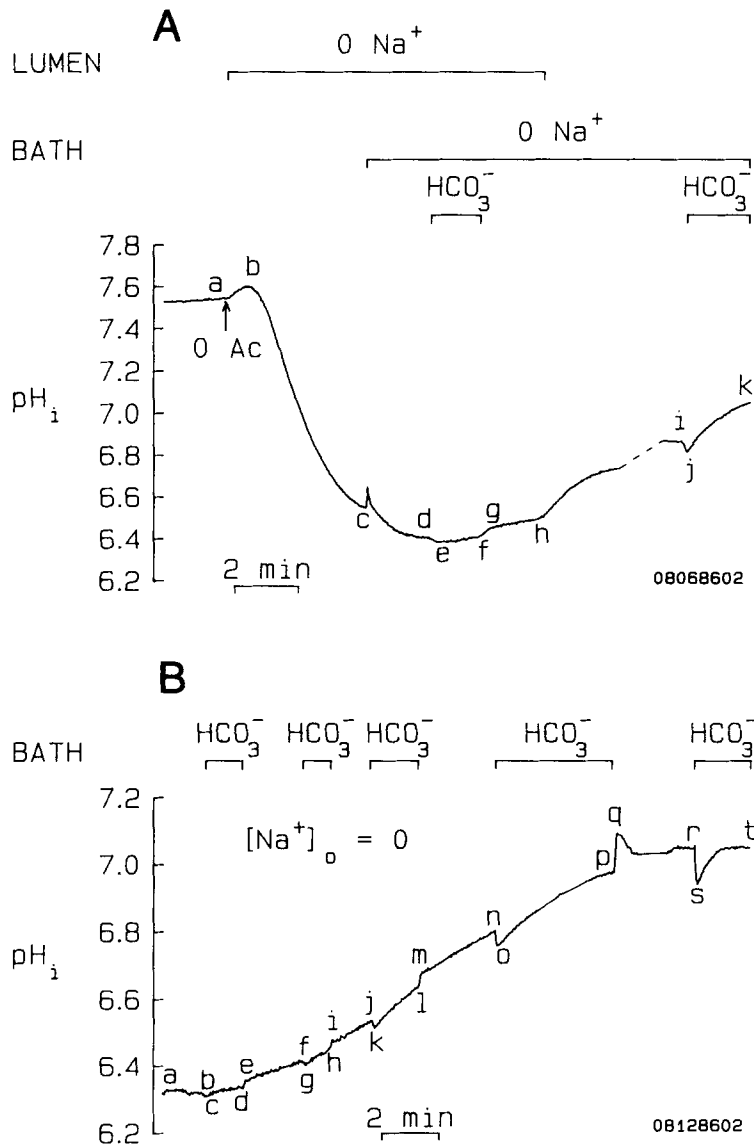 A
LUMEN
0 Na⁺
BATH
0 Na⁺
HCO₃⁻ HCO₃⁻
7.8
7.6
7.4
7.2
7.0
6.8
6.6
6.4
6.2
pHᵢ
a b
0 Ac
c d e f g h i j k
2 min
08068602
B
BATH
HCO₃⁻ HCO₃⁻ HCO₃⁻ HCO₃⁻ HCO₃⁻
7.2
7.0
6.8
6.6
6.4
6.2
pHᵢ
[Na⁺]ₒ = 0
a b c d e f g h i j k l m n o p q r s t
2 min
08128602